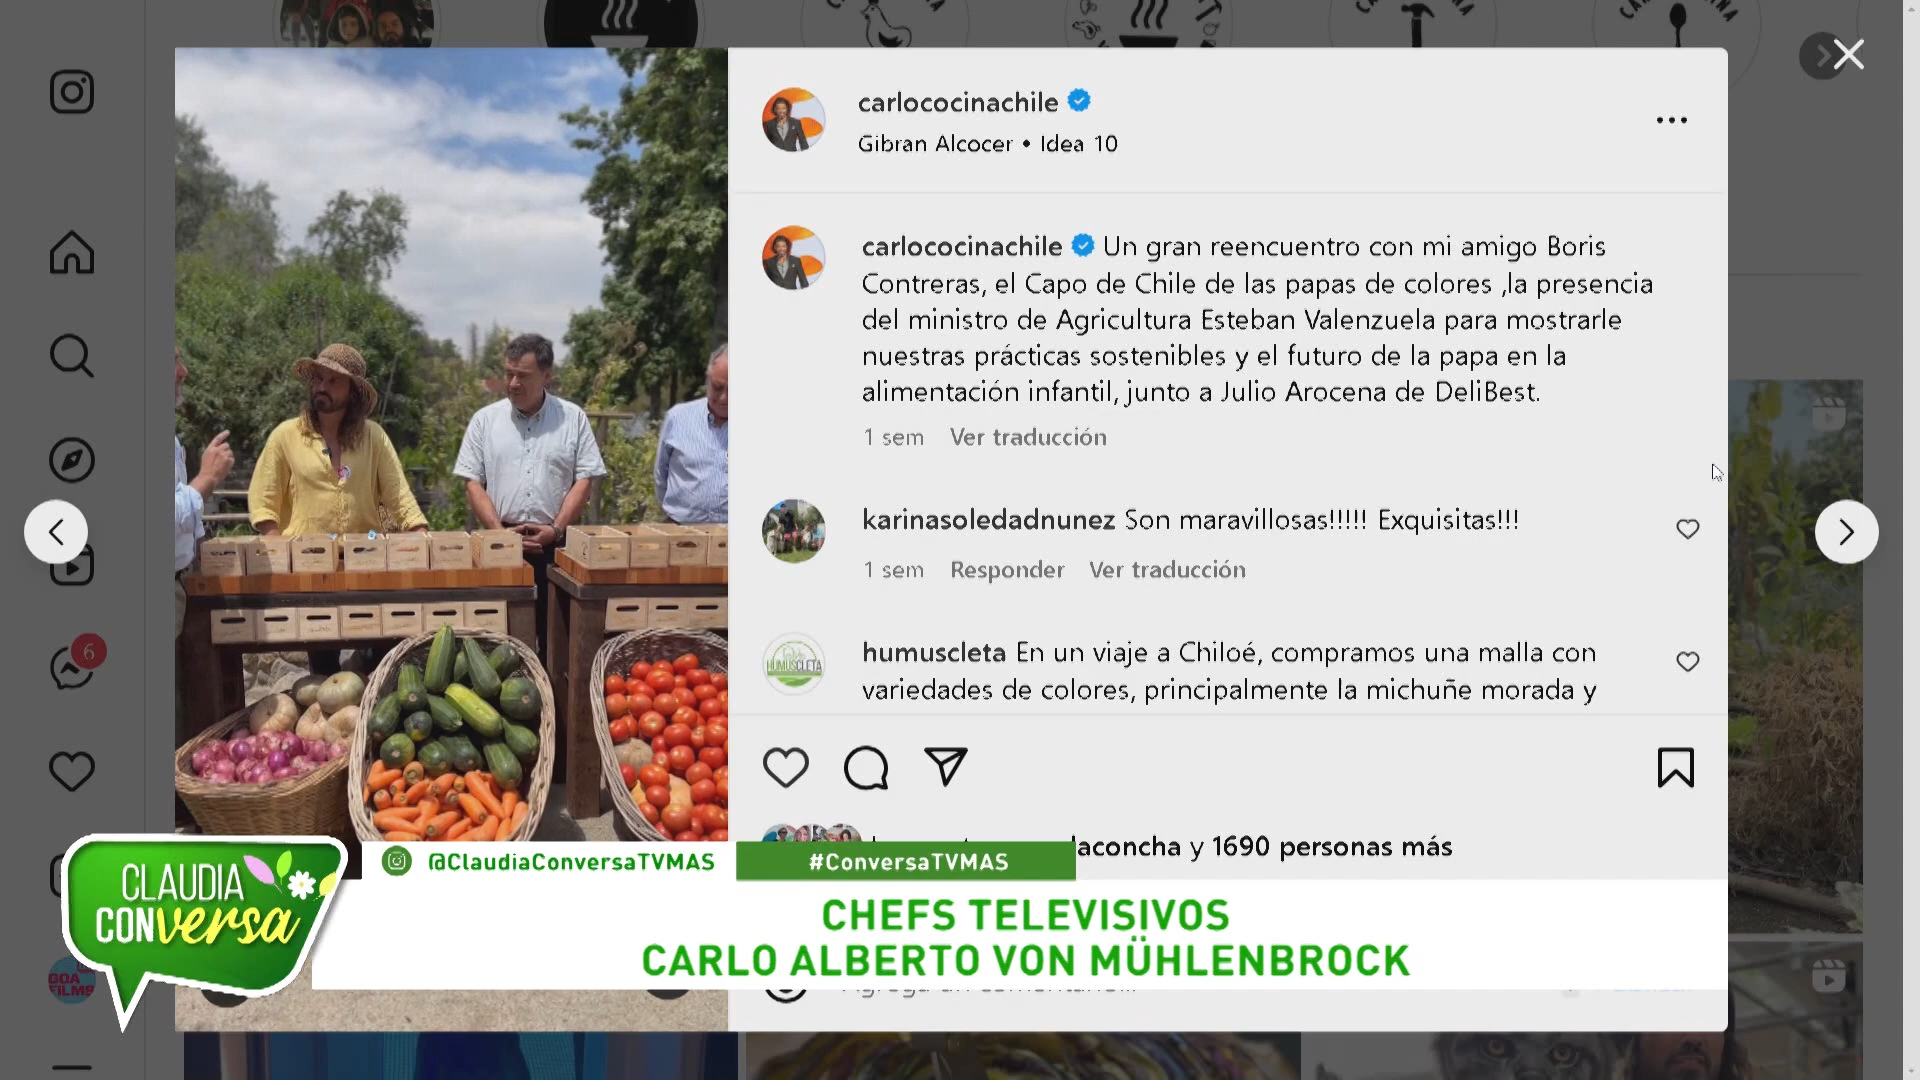 carlococinachile
Gibran Alcocer • Idea 10
carlococinachile Un gran reencuentro con mi amigo Boris
Contreras, el Capo de Chile de las papas de colores ,la presencia
del ministro de Agricultura Esteban Valenzuela para mostrarle
nuestras prácticas sostenibles y el futuro de la papa en la
alimentación infantil, junto a Julio Arocena de DeliBest.
1 sem Ver traducción
karinasoledadnunez Son maravillosas!!!!! Exquisitas!!!
1 sem Responder Ver traducción
HUMUSCLETA
humuscleta En un viaje a Chiloé, compramos una malla con
variedades de colores, principalmente la michuñe morada y
6
laconcha y 1690 personas más
@ClaudiaConversaTVMAS
#ConversaTVMAS
CLAUDIA
CONversa
CHEFS TELEVISIVOS
CARLO ALBERTO VON MÜHLENBROCK
GOA
FILMS